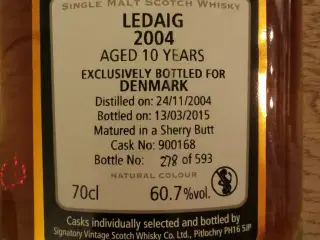 SINGLE MALT SCOTCH WHISKY
LEDAIG
2004
AGED 10 YEARS
EXCLUSIVELY BOTTLED FOR
DENMARK
Distilled on: 24/11/2004
Bottled on: 13/03/2015
Matured in a Sherry Butt
Cask No: 900168
Bottle No: 278 of 593
NATURAL COLOUR
70cl 60.7%vol.
Casks individually selected and bottled by
Signatory Vintage Scotch Whisky Co. Ltd., Pitlochry PH16 5JP